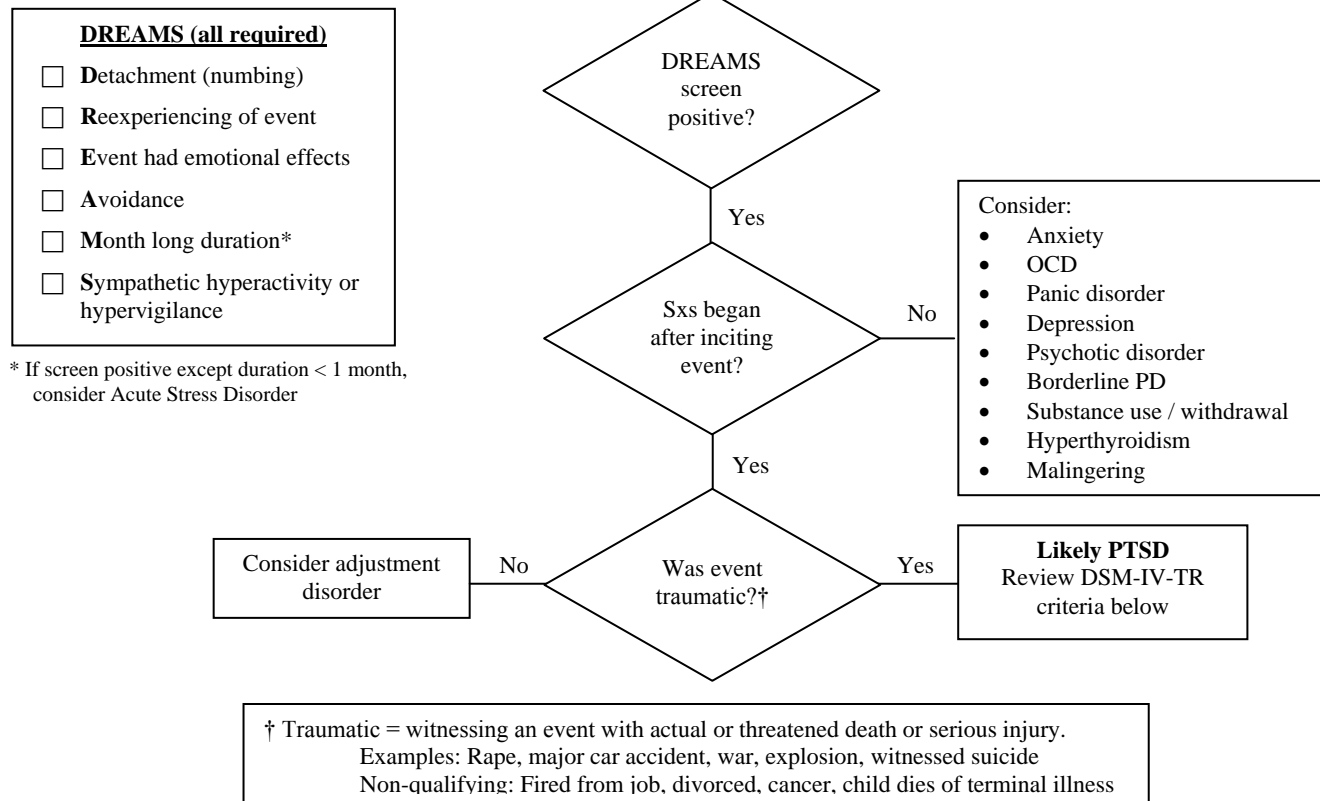 DREAMS (all required)
☐ Detachment (numbing)
☐ Reexperiencing of event
☐ Event had emotional effects
☐ Avoidance
☐ Month long duration*
☐ Sympathetic hyperactivity or
hypervigilance
* If screen positive except duration < 1 month,
consider Acute Stress Disorder
DREAMS
screen
positive?
Yes
Sxs began
after inciting
event?
No
Consider:
• Anxiety
• OCD
• Panic disorder
• Depression
• Psychotic disorder
• Borderline PD
• Substance use / withdrawal
• Hyperthyroidism
• Malingering
Yes
Was event
traumatic?†
No
Consider adjustment
disorder
Yes
Likely PTSD
Review DSM-IV-TR
criteria below
† Traumatic = witnessing an event with actual or threatened death or serious injury.
Examples: Rape, major car accident, war, explosion, witnessed suicide
Non-qualifying: Fired from job, divorced, cancer, child dies of terminal illness